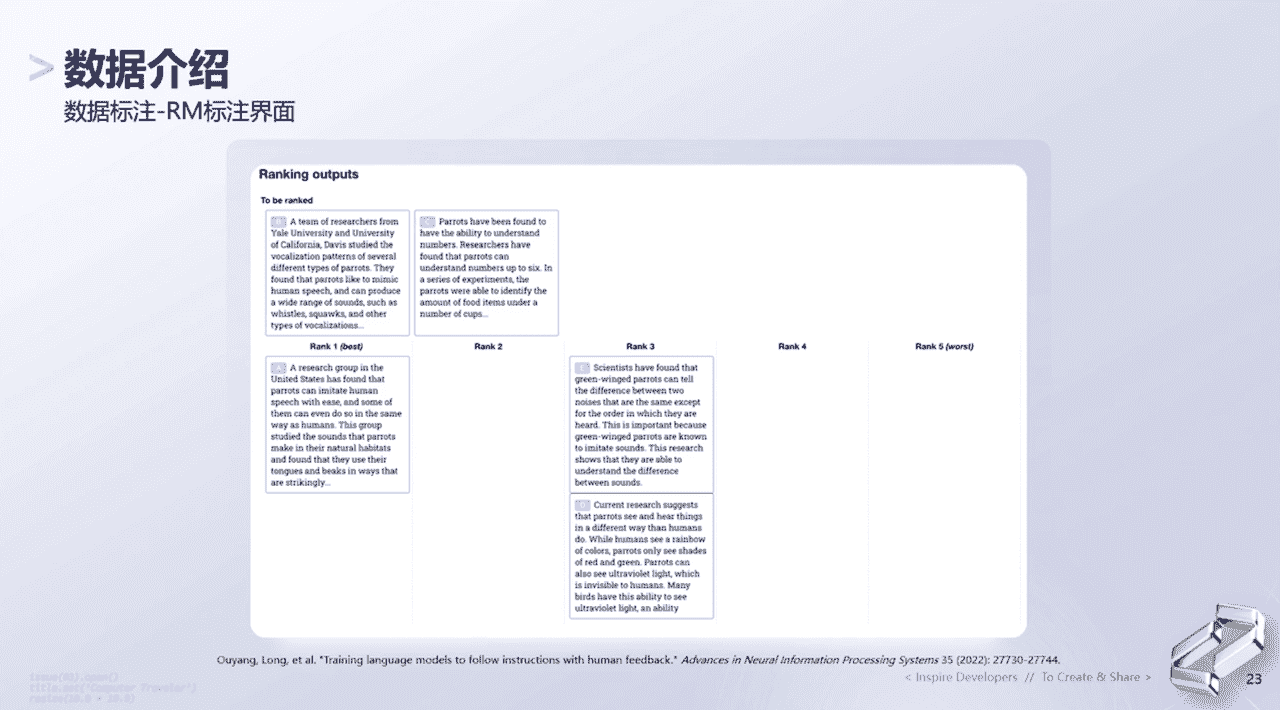 > 数据介绍
数据标注-RM标注界面
Ranking outputs
To be ranked
B A team of researchers from
Yale University and University
of California, Davis studied the
vocalization patterns of several
different types of parrots. They
found that parrots like to mimic
human speech, and can produce
a wide range of sounds, such as
whistles, squawks, and other
types of vocalizations...
C Parrots have been found to
have the ability to understand
numbers. Researchers have
found that parrots can
understand numbers up to six. In
a series of experiments, the
parrots were able to identify the
amount of food items under a
number of cups...
Rank 1 (best)
Rank 2
Rank 3
Rank 4
Rank 5 (worst)
A A research group in the
United States has found that
parrots can imitate human
speech with ease, and some of
them can even do so in the same
way as humans. This group
studied the sounds that parrots
make in their natural habitats
and found that they use their
tongues and beaks in ways that
are strikingly...
E Scientists have found that
green-winged parrots can tell
the difference between two
noises that are the same except
for the order in which they are
heard. This is important because
green-winged parrots are known
to imitate sounds. This research
shows that they are able to
understand the difference
between sounds.
D Current research suggests
that parrots see and hear things
in a different way than humans
do. While humans see a rainbow
of colors, parrots only see shades
of red and green. Parrots can
also see ultraviolet light, which
is invisible to humans. Many
birds have this ability to see
ultraviolet light, an ability
Ouyang, Long, et al. "Training language models to follow instructions with human feedback." Advances in Neural Information Processing Systems 35 (2022): 27730-27744.
< Inspire Developers // To Create & Share >
23